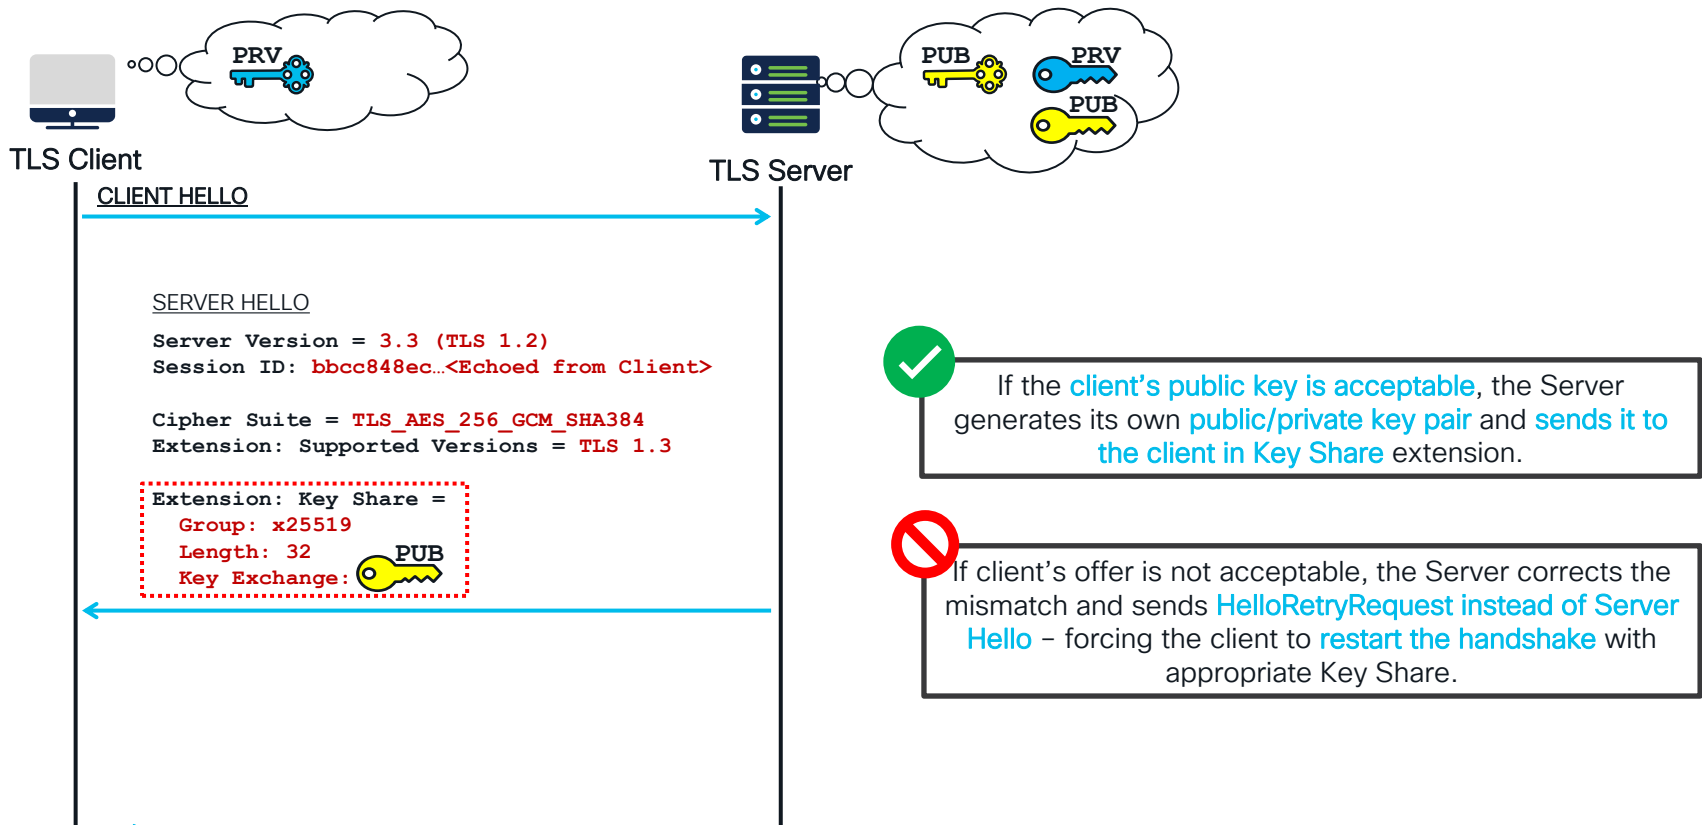 PRV
PUB
PRV
PUB
TLS Client
TLS Server
CLIENT HELLO
SERVER HELLO
Server Version = 3.3 (TLS 1.2)
Session ID: bbcc848ec…<Echoed from Client>
Cipher Suite = TLS_AES_256_GCM_SHA384
Extension: Supported Versions = TLS 1.3
Extension: Key Share =
Group: x25519
Length: 32
PUB
Key Exchange:
If the client's public key is acceptable, the Server
generates its own public/private key pair and sends it to
the client in Key Share extension.
If client's offer is not acceptable, the Server corrects the
mismatch and sends HelloRetryRequest instead of Server
Hello – forcing the client to restart the handshake with
appropriate Key Share.